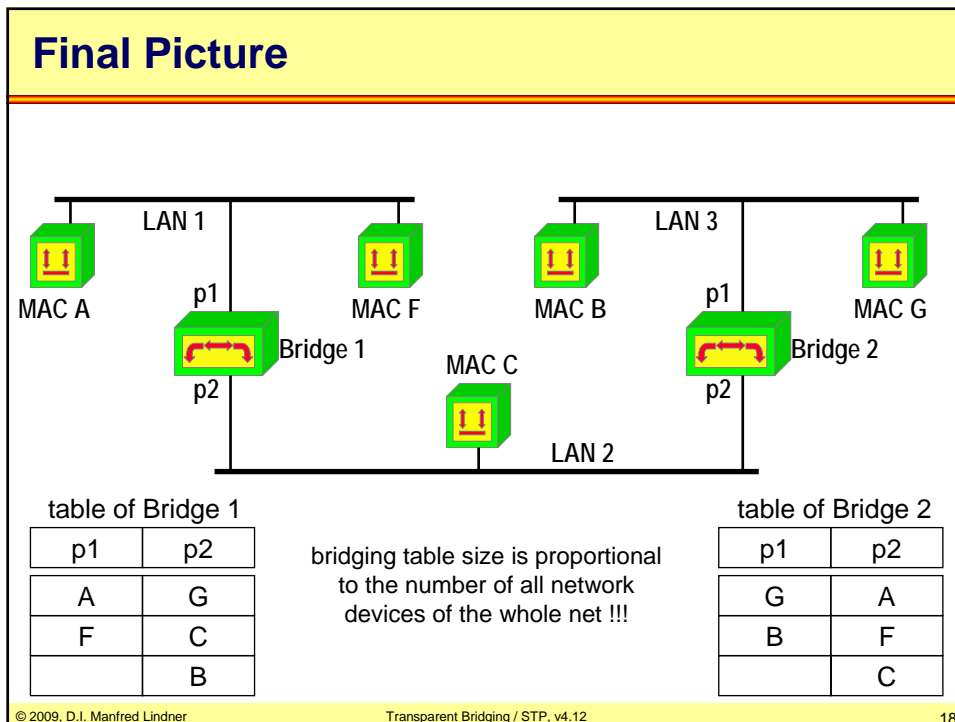 Final Picture
LAN 1
LAN 3
MAC A
p1
MAC F
MAC B
p1
MAC G
Bridge 1
Bridge 2
p2
MAC C
p2
LAN 2
table of Bridge 1
p1 p2
A G
F C
B
bridging table size is proportional
to the number of all network
devices of the whole net !!!
table of Bridge 2
p1 p2
G A
B F
C
© 2009, D.I. Manfred Lindner
Transparent Bridging / STP, v4.12
18